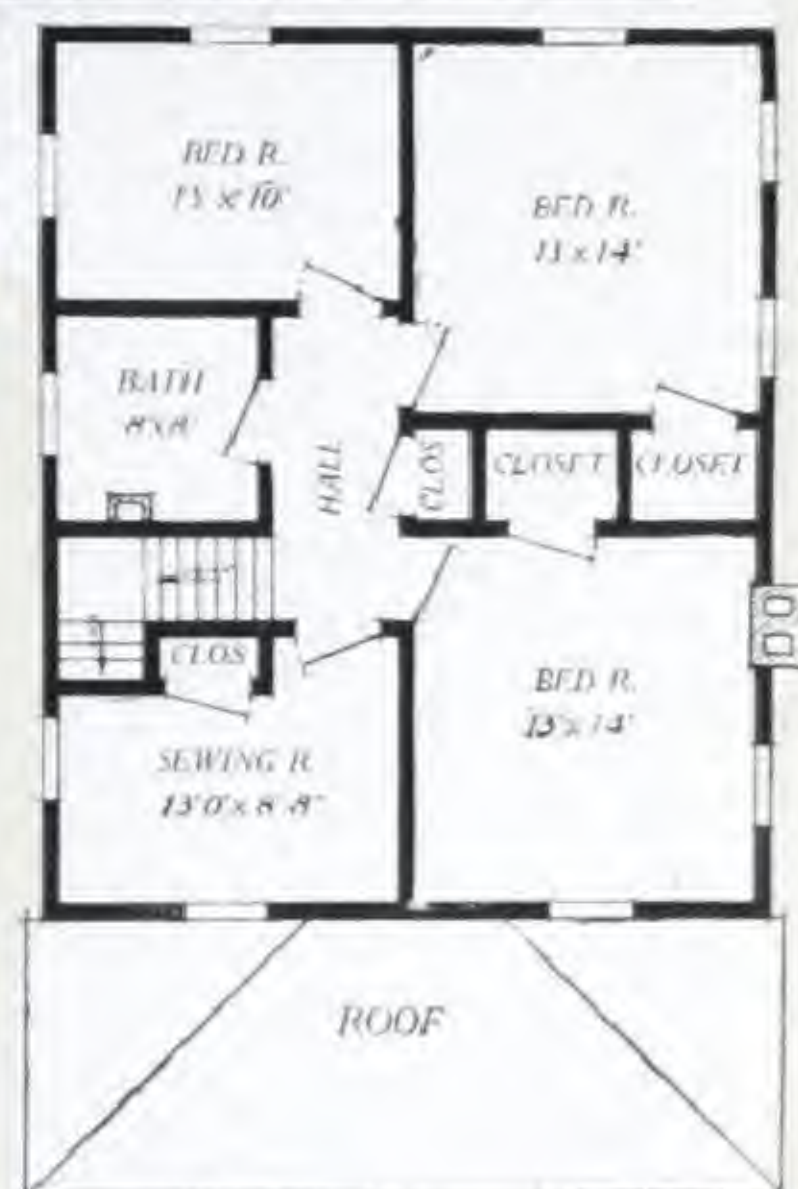 BED R.
13' x 10'
BED R.
13 x 14'
BATH
8' x 8'
HALL
CLOS
CLOSET
CLOSET
CLOS
BED R.
13' x 14'
SEWING R.
13'0" x 8'-8"
ROOF